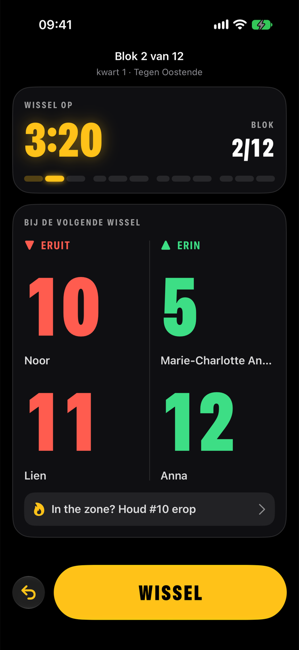 09:41
Blok 2 van 12
kwart 1 · Tegen Oostende
WISSEL OP
3:20
BLOK
2/12
BIJ DE VOLGENDE WISSEL
ERUIT
ERIN
10
5
Noor
Marie-Charlotte An...
11
12
Lien
Anna
In the zone? Houd #10 erop
WISSEL